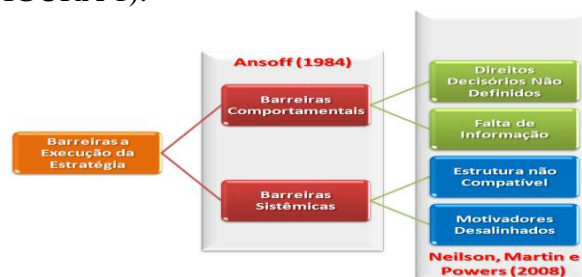 Ansoff (1984)
Direitos
Decisórios Não
Definidos
Barreiras
Comportamentais
Falta de
Informação
Barreiras a
Execução da
Estratégia
Estrutura não
Compatível
Barreiras
Sistêmicas
Motivadores
Desalinhados
Neilson, Martin e
Powers (2008)